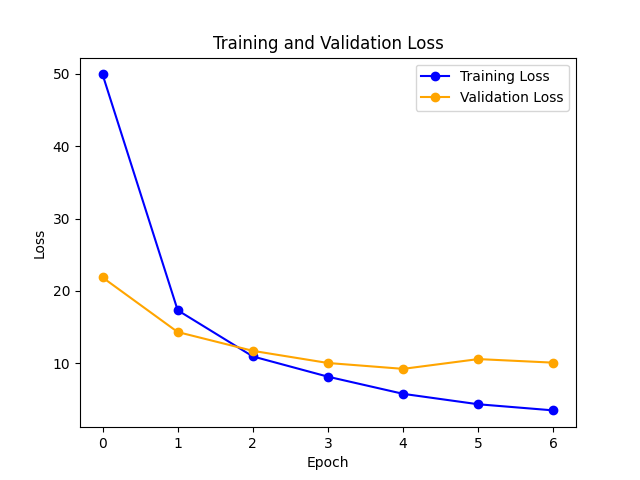 Training and Validation Loss
Training Loss
Validation Loss
50
40
30
20
10
Loss
0 1 2 3 4 5 6
Epoch